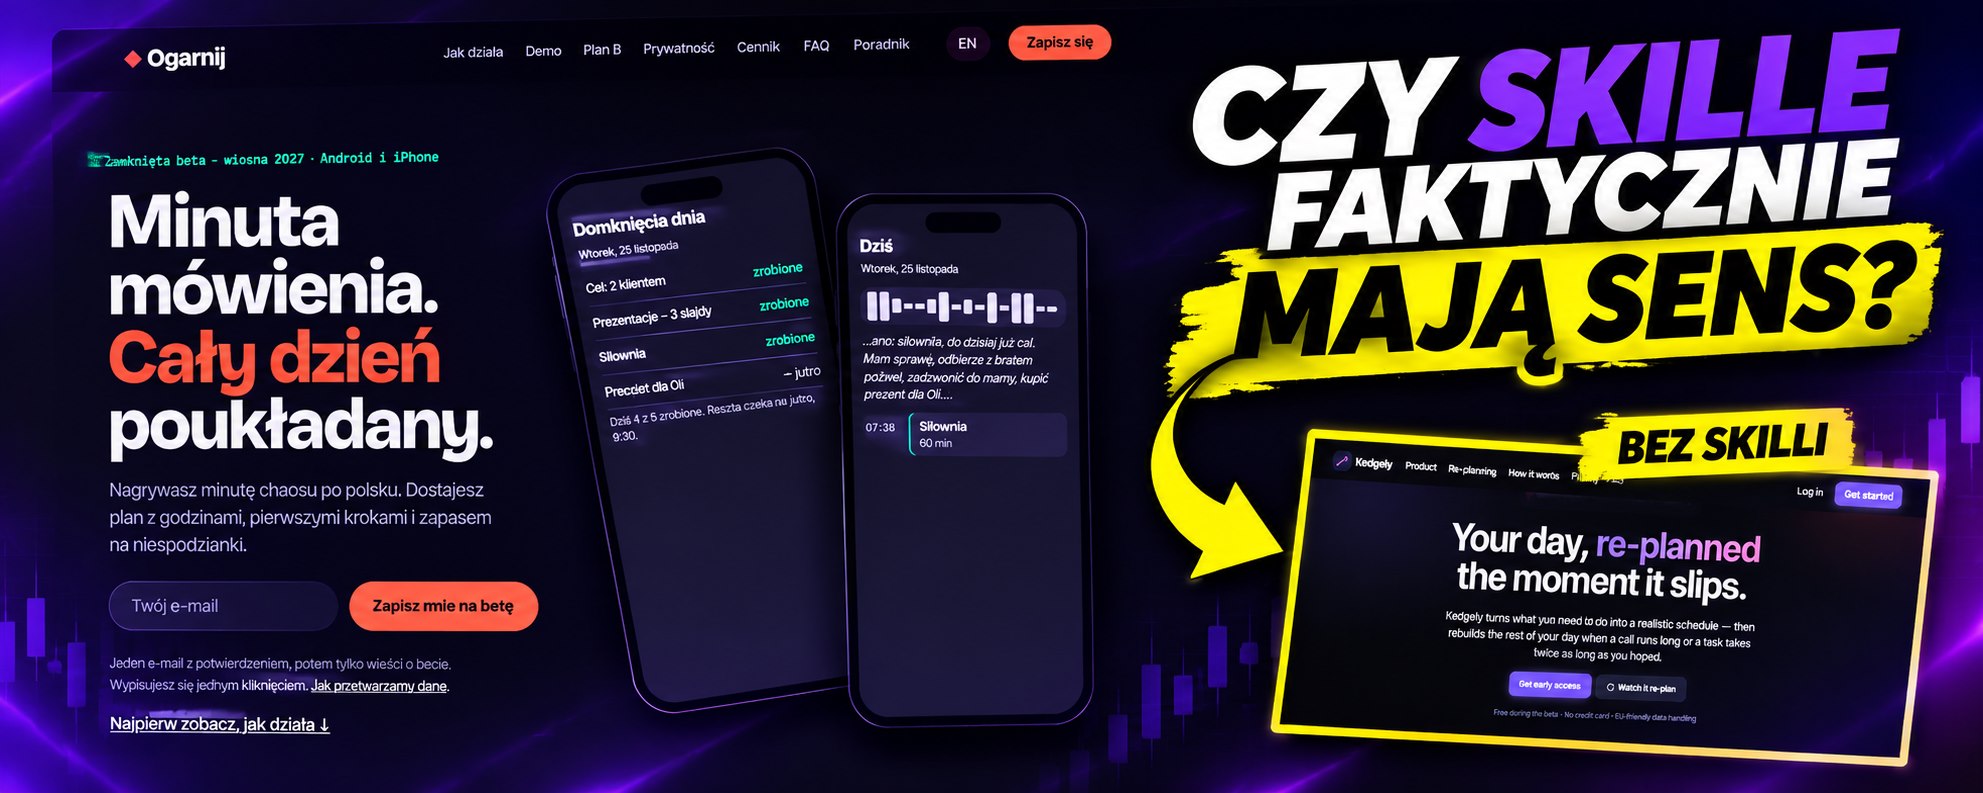 Ogarnij
Jak działa Demo Plan B Prywatność Cennik FAQ Poradnik EN Zapisz się
Zamknięta beta – wiosna 2027 · Android i iPhone
Minuta
mówienia.
Cały dzień
poukładany.
Nagrywasz minutę chaosu po polsku. Dostajesz
plan z godzinami, pierwszymi krokami i zapasem
na niespodzianki.
Twój e-mail
Zapisz mie na betę
Jeden e-mail z potwierdzeniem, potem tylko wieści o becie.
Wypisujesz się jednym kliknięciem. Jak przetwarzamy dane.
Najpierw zobacz, jak działa ↓
Domknięcia dnia
Wtorek, 25 listopada
Cel: 2 klientem zrobione
Prezentacje – 3 slajdy zrobione
Siłownia zrobione
Precdet dla Oli – jutro
Dziś 4 z 5 zrobione. Reszta czeka na jutro,
9:30.
Dziś
Wtorek, 25 listopada
...ano: silownila, do dzisiaj już cal.
Mam sprawę, odbierze z bratem
pożwel, zadzwonić do mamy, kupić
prezent dla Oli....
07:38 Siłownia
60 min
CZY SKILLE
FAKTYCZNIE
MAJĄ SENS?
BEZ SKILLI
Kedgely Product Re-planning How it worbs
Log in Get started
Your day, re-planned
the moment it slips.
Kedgely turns what yun need to do into a realistic schedule — then
rebuilds the rest of your day when a call runs long or a task takes
twice as long as you hoped.
Get early access Watch it re-plan
Free during the beta · No credit card · EU-friendly data handling